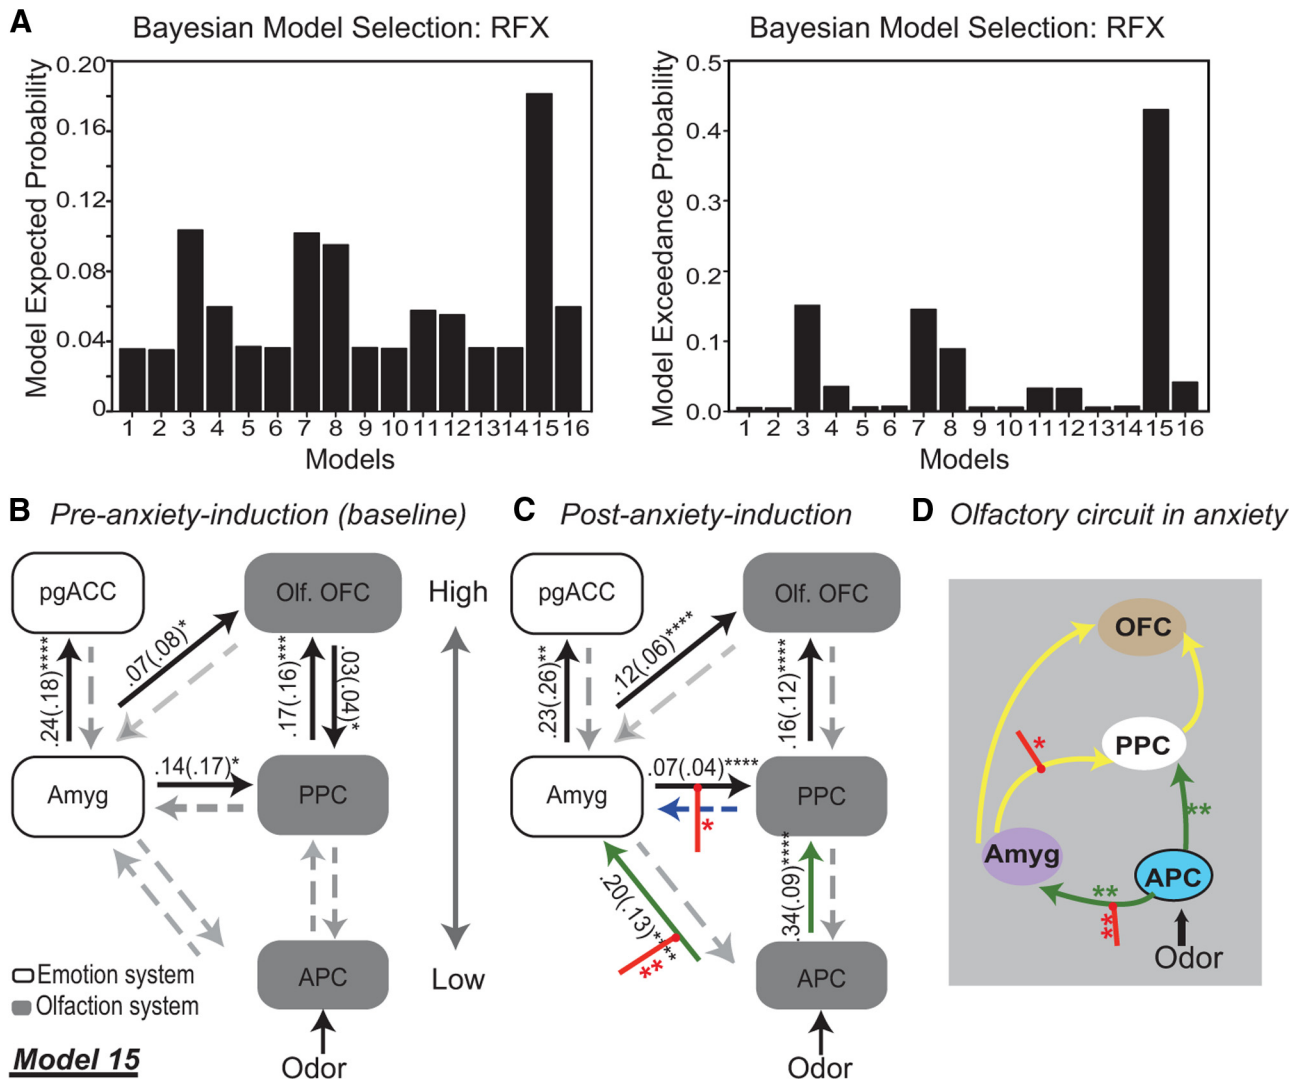 A
Bayesian Model Selection: RFX
Model Expected Probability
0.20
0.16
0.12
0.08
0.04
0
1 2 3 4 5 6 7 8 9 10 11 12 13 14 15 16
Models
Bayesian Model Selection: RFX
Model Exceedance Probability
0.5
0.4
0.3
0.2
0.1
0.0
1 2 3 4 5 6 7 8 9 10 11 12 13 14 15 16
Models
B Pre-anxiety-induction (baseline)
pgACC
Olf. OFC
.24(.18)****
.07(.08)*
.17(.16)***
.03(.04)*
Amyg
.14(.17)*
PPC
APC
Odor
Emotion system
Olfaction system
Model 15
High
Low
C Post-anxiety-induction
pgACC
Olf. OFC
.23(.26)**
.12(.06)****
.16(.12)****
Amyg
.07(.04)****
*
PPC
.20(.13)****
**
.34(.09)****
APC
Odor
D Olfactory circuit in anxiety
OFC
*
PPC
**
Amyg
**
APC
**
Odor